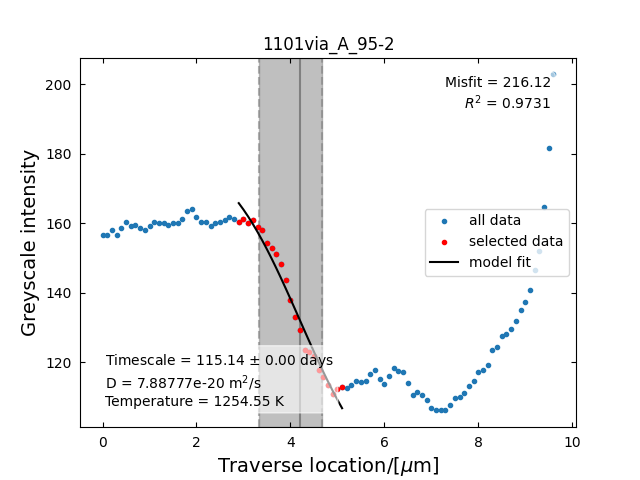 1101via_A_95-2
Misfit = 216.12
R² = 0.9731
Greyscale intensity
200
180
160
140
120
all data
selected data
model fit
Timescale = 115.14 ± 0.00 days
D = 7.88777e-20 m²/s
Temperature = 1254.55 K
0 2 4 6 8 10
Traverse location/[μm]